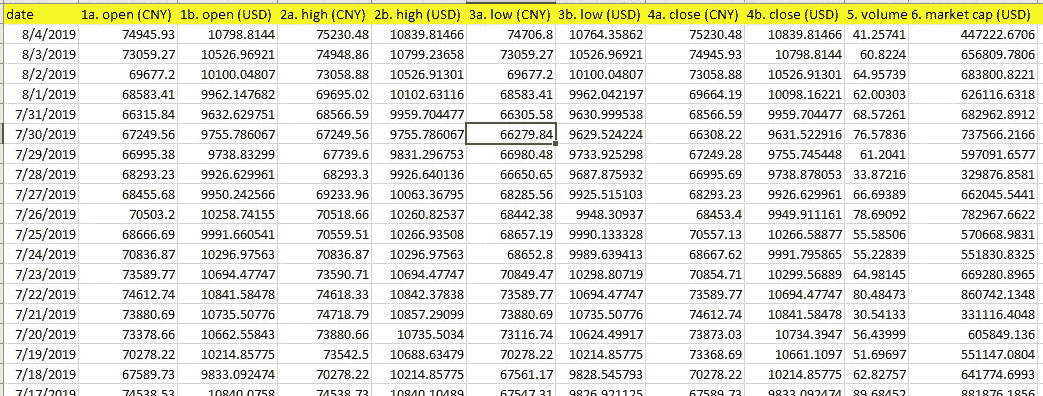 date 1a. open (CNY) 1b. open (USD) 2a. high (CNY) 2b. high (USD) 3a. low (CNY) 3b. low (USD) 4a. close (CNY) 4b. close (USD) 5. volume 6. market cap (USD)
8/4/2019 74945.93 10798.8144 75230.48 10839.81466 74706.8 10764.35862 75230.48 10839.81466 41.25741 447222.6706
8/3/2019 73059.27 10526.96921 74948.86 10799.23658 73059.27 10526.96921 74945.93 10798.8144 60.8224 656809.7806
8/2/2019 69677.2 10100.04807 73058.88 10526.91301 69677.2 10100.04807 73058.88 10526.91301 64.95739 683800.8221
8/1/2019 68583.41 9962.147682 69695.02 10102.63116 68583.41 9962.042197 69664.19 10098.16221 62.00303 626116.6318
7/31/2019 66315.84 9632.629751 68566.59 9959.704477 66305.58 9630.999538 68566.59 9959.704477 68.57261 682962.8912
7/30/2019 67249.56 9755.786067 67249.56 9755.786067 66279.84 9629.524224 66308.22 9631.522916 76.57836 737566.2166
7/29/2019 66995.38 9738.83299 67739.6 9831.296753 66980.48 9733.925298 67249.28 9755.745448 61.2041 597091.6577
7/28/2019 68293.23 9926.629961 68293.3 9926.640136 66650.65 9687.875932 66995.69 9738.878053 33.87216 329876.8581
7/27/2019 68455.68 9950.242566 69233.96 10063.36795 68285.56 9925.515103 68293.23 9926.629961 66.69389 662045.5441
7/26/2019 70503.2 10258.74155 70518.66 10260.82537 68442.38 9948.30937 68453.4 9949.911161 78.69092 782967.6622
7/25/2019 68666.69 9991.660541 70559.51 10266.93508 68657.19 9990.133328 70557.13 10266.58877 55.58506 570668.9831
7/24/2019 70836.87 10296.97563 70836.87 10296.97563 68652.8 9989.639413 68667.62 9991.795865 55.22839 551830.8325
7/23/2019 73589.77 10694.47747 73590.71 10694.47747 70849.47 10298.80719 70854.71 10299.56889 64.98145 669280.8965
7/22/2019 74612.74 10841.58478 74618.33 10842.37838 73589.77 10694.47747 73589.77 10694.47747 80.48473 860742.1348
7/21/2019 73880.69 10735.50776 74718.79 10857.29099 73880.69 10735.50776 74612.74 10841.58478 30.54133 331116.4048
7/20/2019 73378.66 10662.55843 73880.66 10735.5034 73116.74 10624.49917 73873.03 10734.3947 56.43999 605849.136
7/19/2019 70278.22 10214.85775 73542.5 10688.63479 70278.22 10214.85775 73368.69 10661.1097 51.69697 551147.0804
7/18/2019 67589.73 9833.092474 70278.22 10214.85775 67561.17 9828.545793 70278.22 10214.85775 62.82757 641774.6993
7/17/2019 74538.53 10840.0758 74538.73 10840.10489 67547.31 9826.921125 67589.73 9833.092474 89.68452 881876.1856